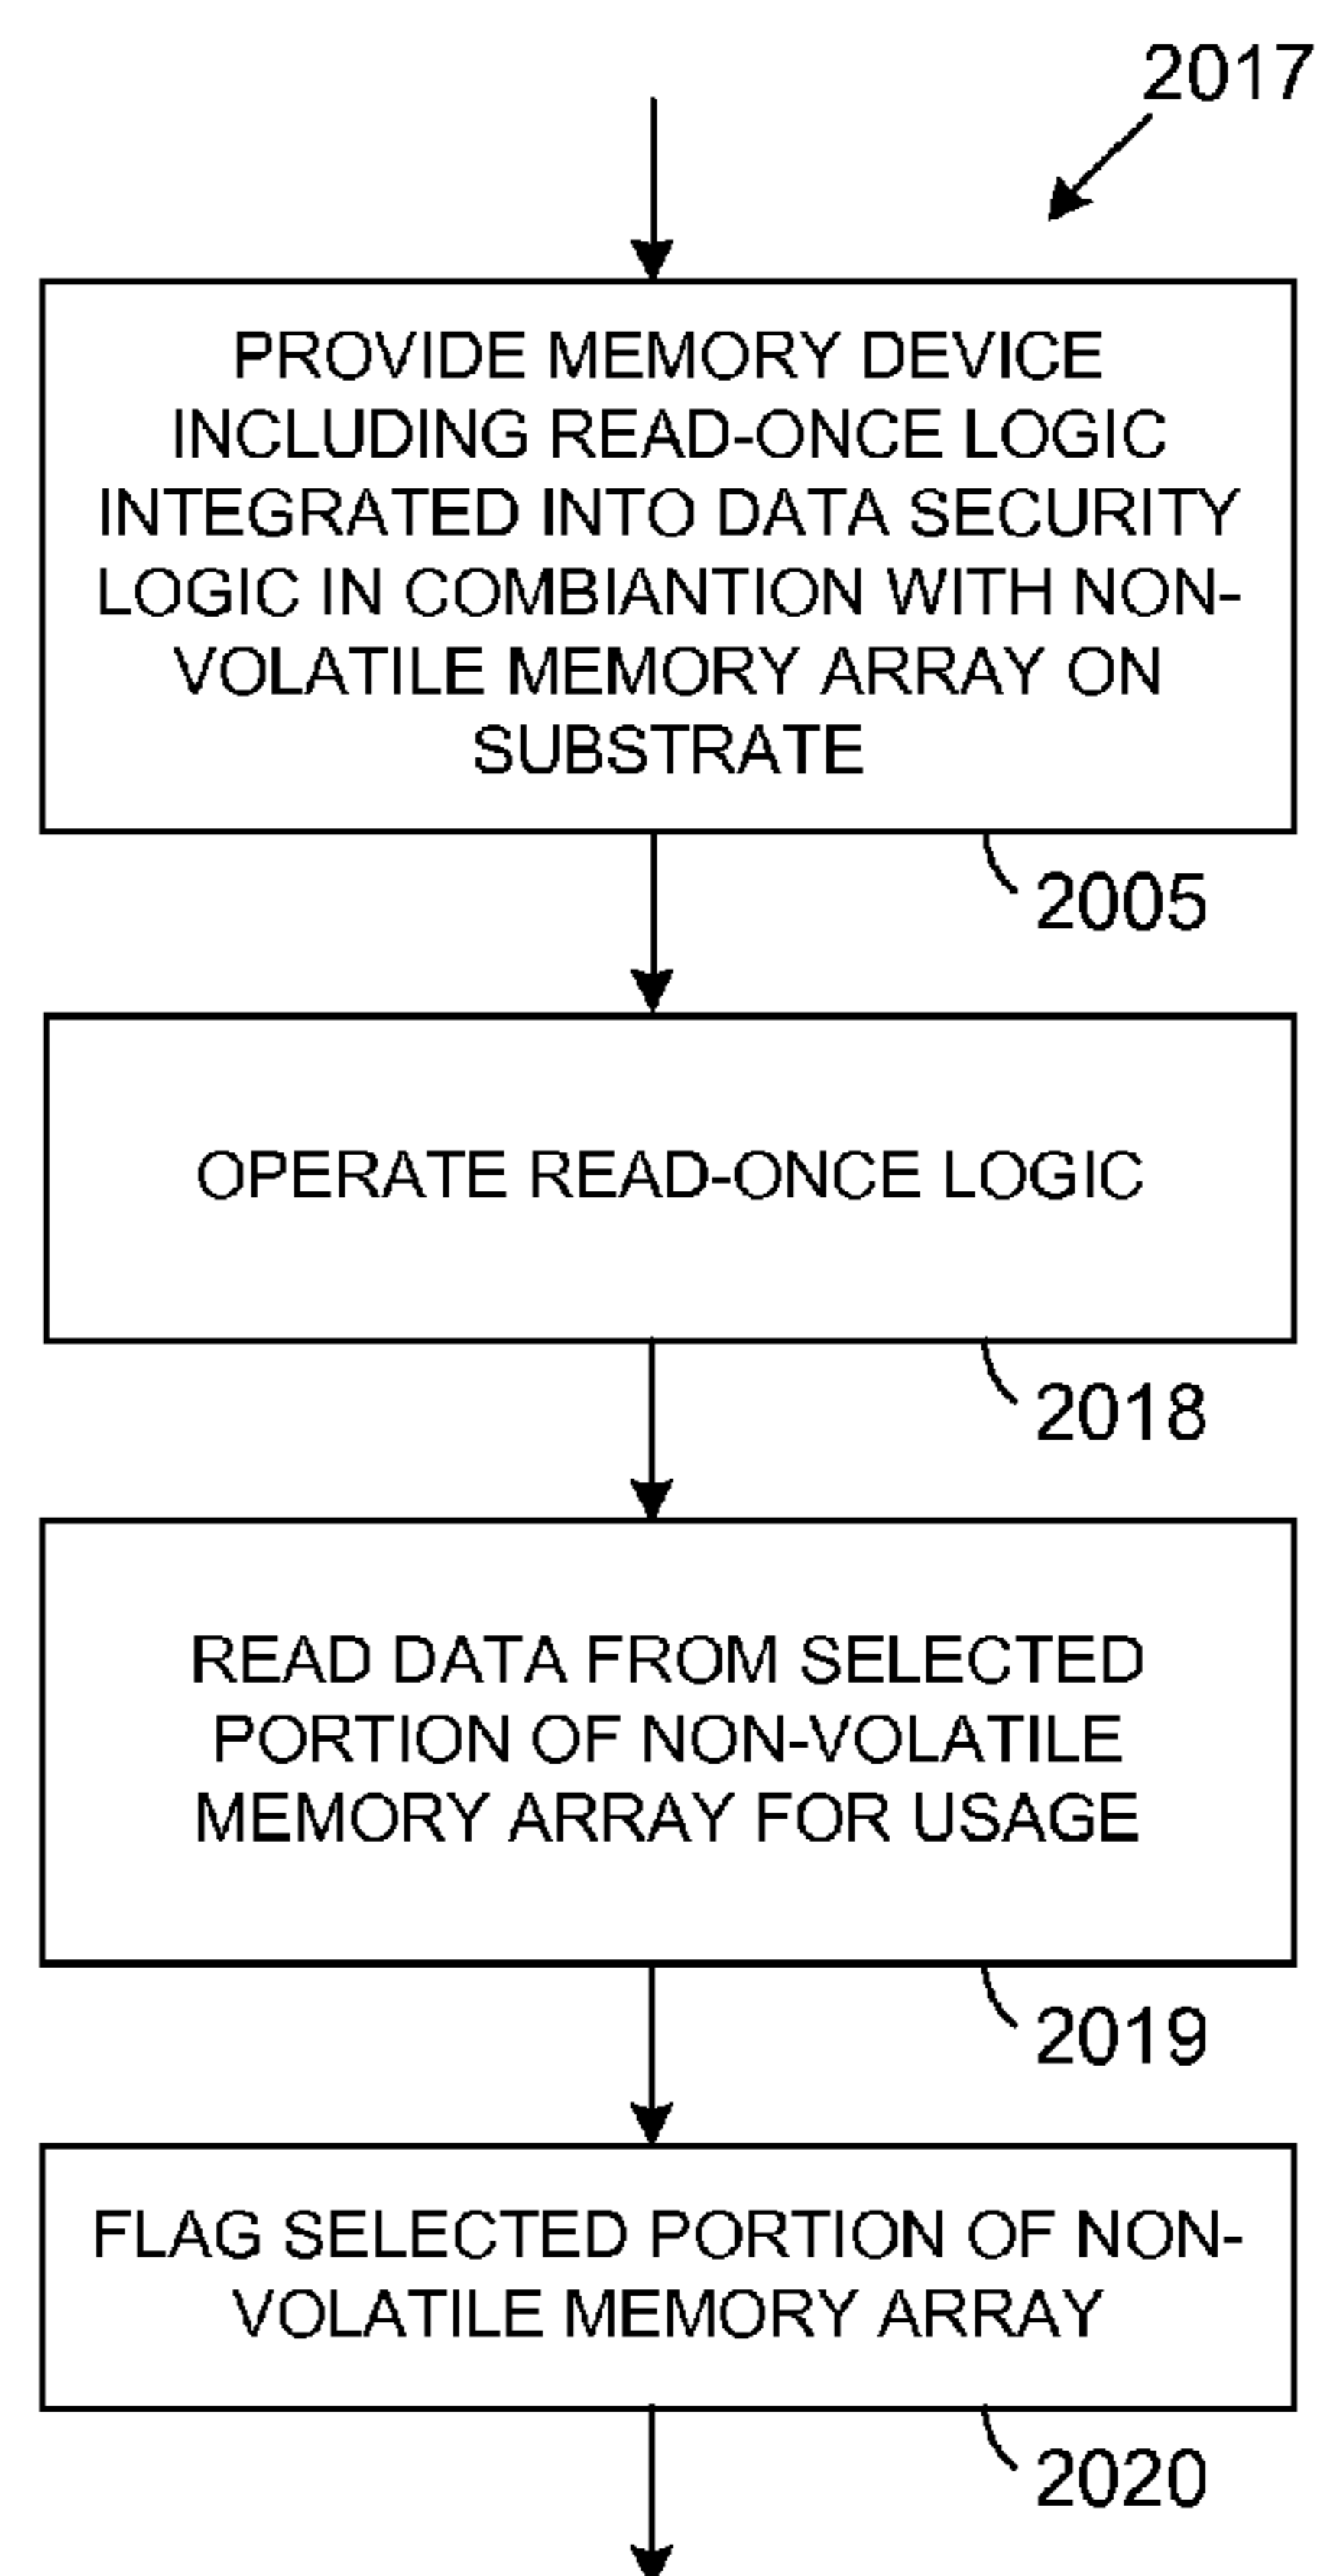 2017
PROVIDE MEMORY DEVICE
INCLUDING READ-ONCE LOGIC
INTEGRATED INTO DATA SECURITY
LOGIC IN COMBIANTION WITH NON-
VOLATILE MEMORY ARRAY ON
SUBSTRATE
2005
OPERATE READ-ONCE LOGIC
2018
READ DATA FROM SELECTED
PORTION OF NON-VOLATILE
MEMORY ARRAY FOR USAGE
2019
FLAG SELECTED PORTION OF NON-
VOLATILE MEMORY ARRAY
2020